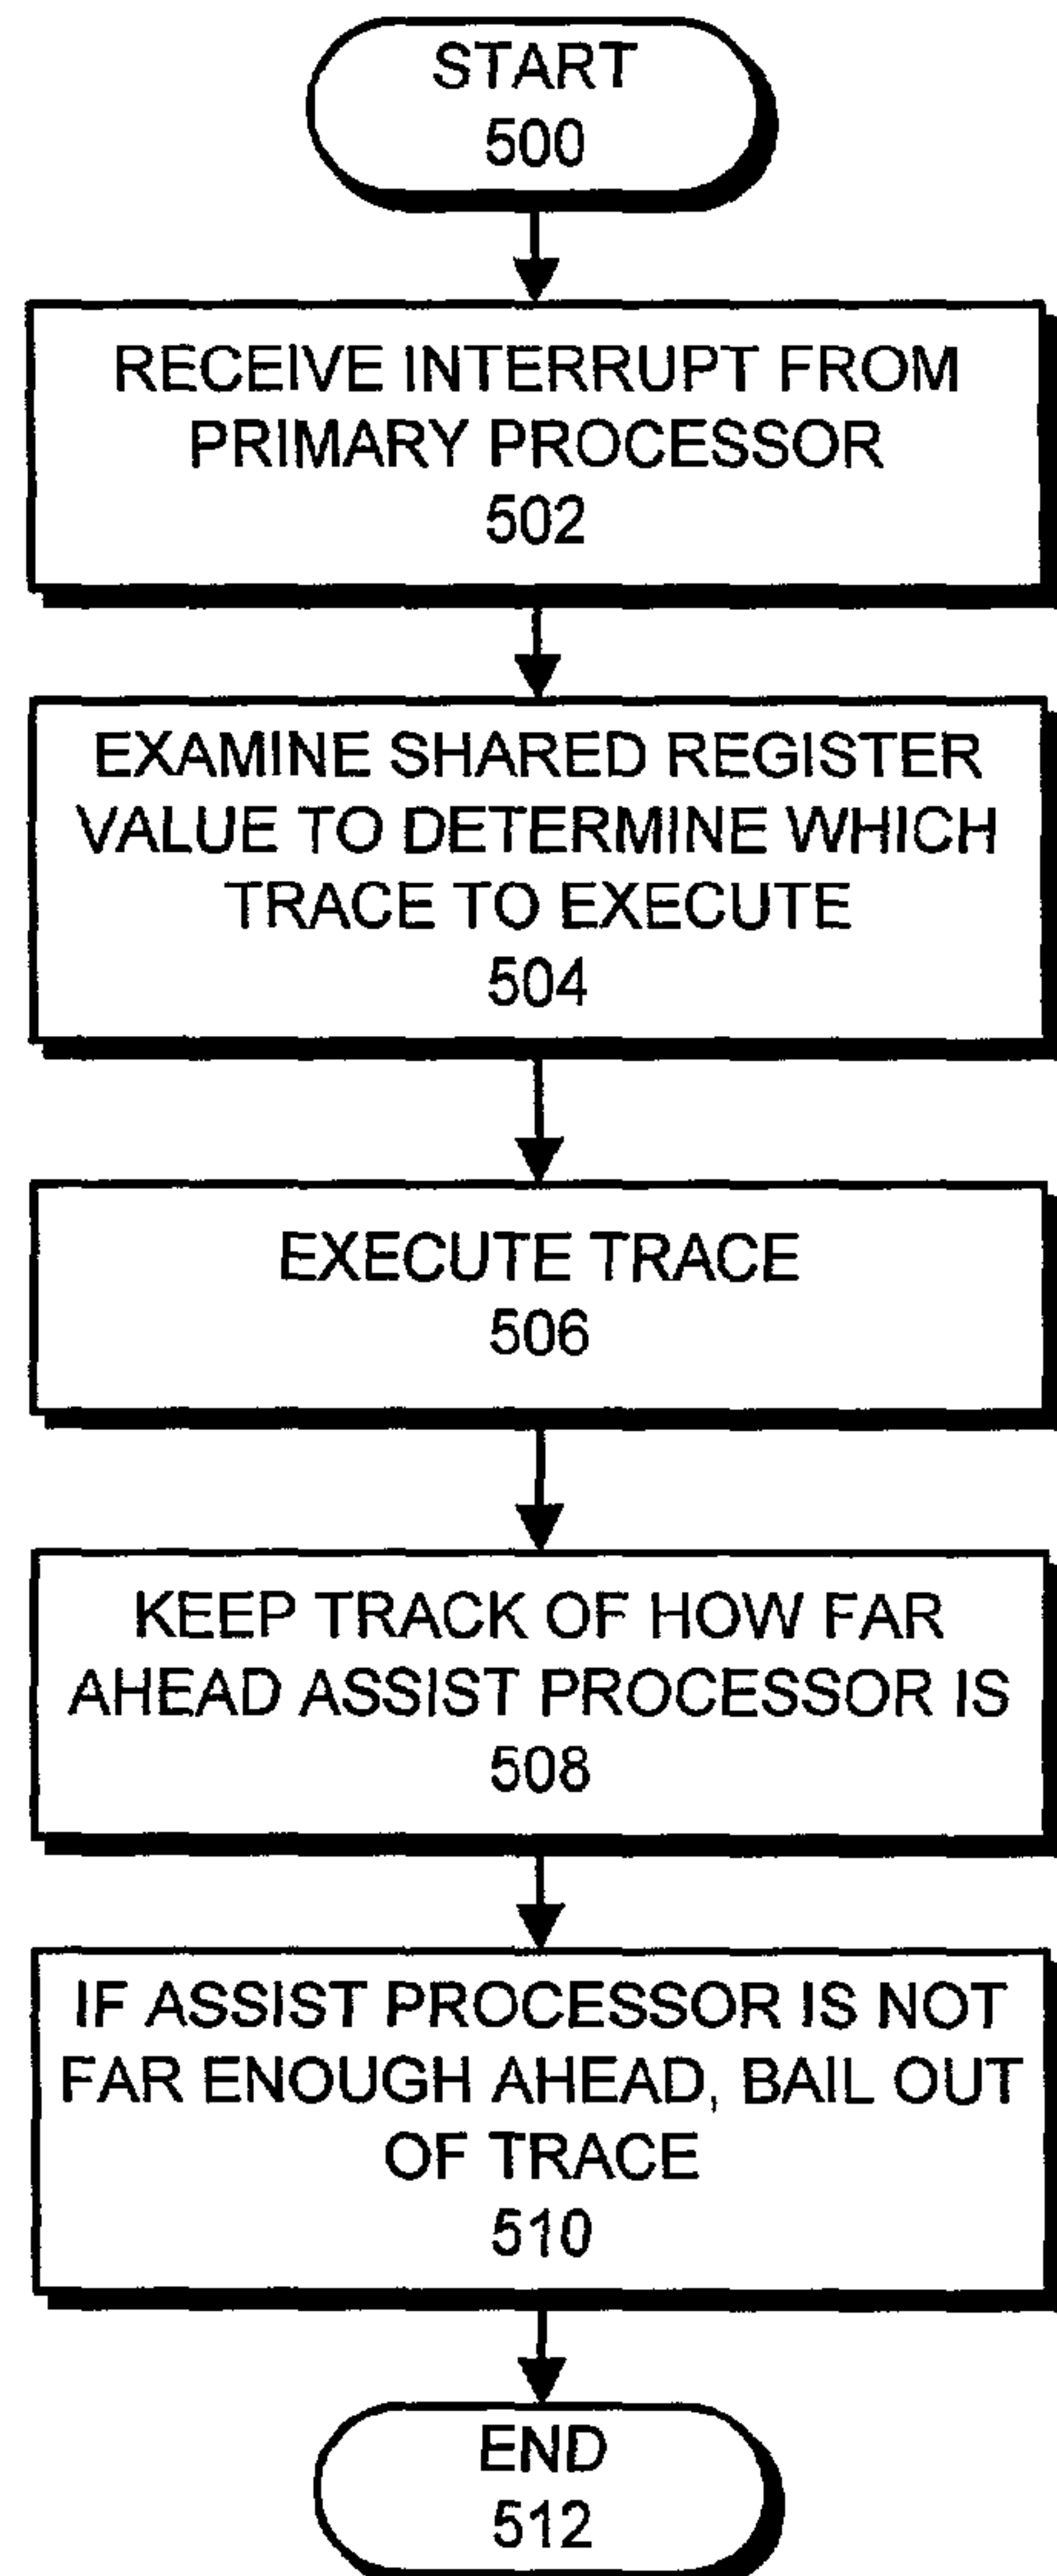 START
500
RECEIVE INTERRUPT FROM
PRIMARY PROCESSOR
502
EXAMINE SHARED REGISTER
VALUE TO DETERMINE WHICH
TRACE TO EXECUTE
504
EXECUTE TRACE
506
KEEP TRACK OF HOW FAR
AHEAD ASSIST PROCESSOR IS
508
IF ASSIST PROCESSOR IS NOT
FAR ENOUGH AHEAD, BAIL OUT
OF TRACE
510
END
512